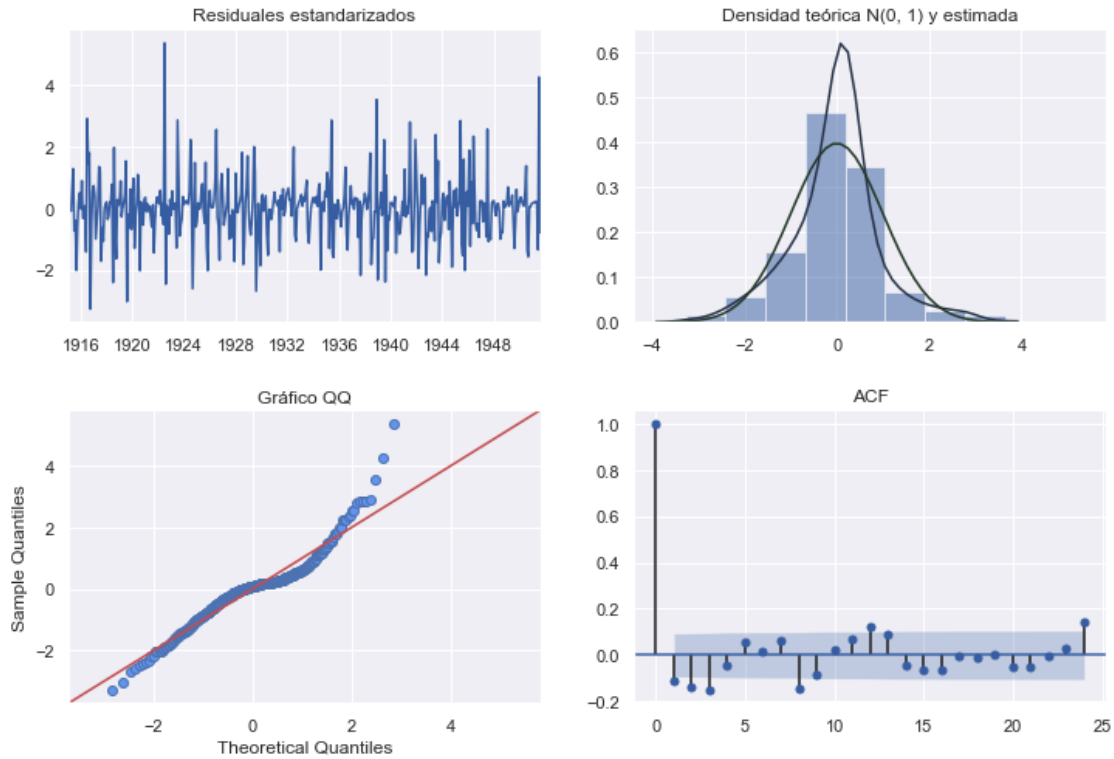 Residuales estandarizados
4
2
0
−2
1916 1920 1924 1928 1932 1936 1940 1944 1948
Densidad teórica N(0, 1) y estimada
0.6
0.5
0.4
0.3
0.2
0.1
0.0
−4 −2 0 2 4
Gráfico QQ
Sample Quantiles
4
2
0
−2
−2 0 2 4
Theoretical Quantiles
ACF
1.0
0.8
0.6
0.4
0.2
0.0
−0.2
0 5 10 15 20 25